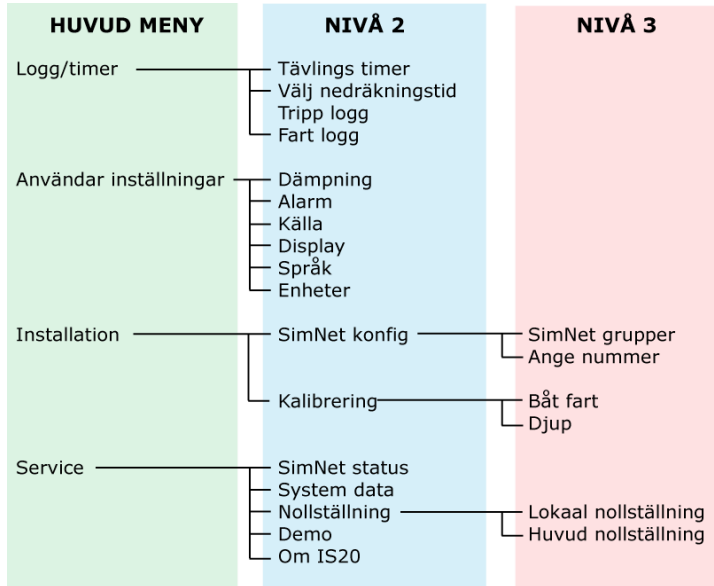 HUVUD MENY NIVÅ 2 NIVÅ 3
Logg/timer Tävlings timer
Välj nedräkningstid
Tripp logg
Fart logg
Användar inställningar Dämpning
Alarm
Källa
Display
Språk
Enheter
Installation SimNet konfig SimNet grupper
Ange nummer
Kalibrering Båt fart
Djup
Service SimNet status
System data
Nollställning Lokaal nollställning
Demo Huvud nollställning
Om IS20